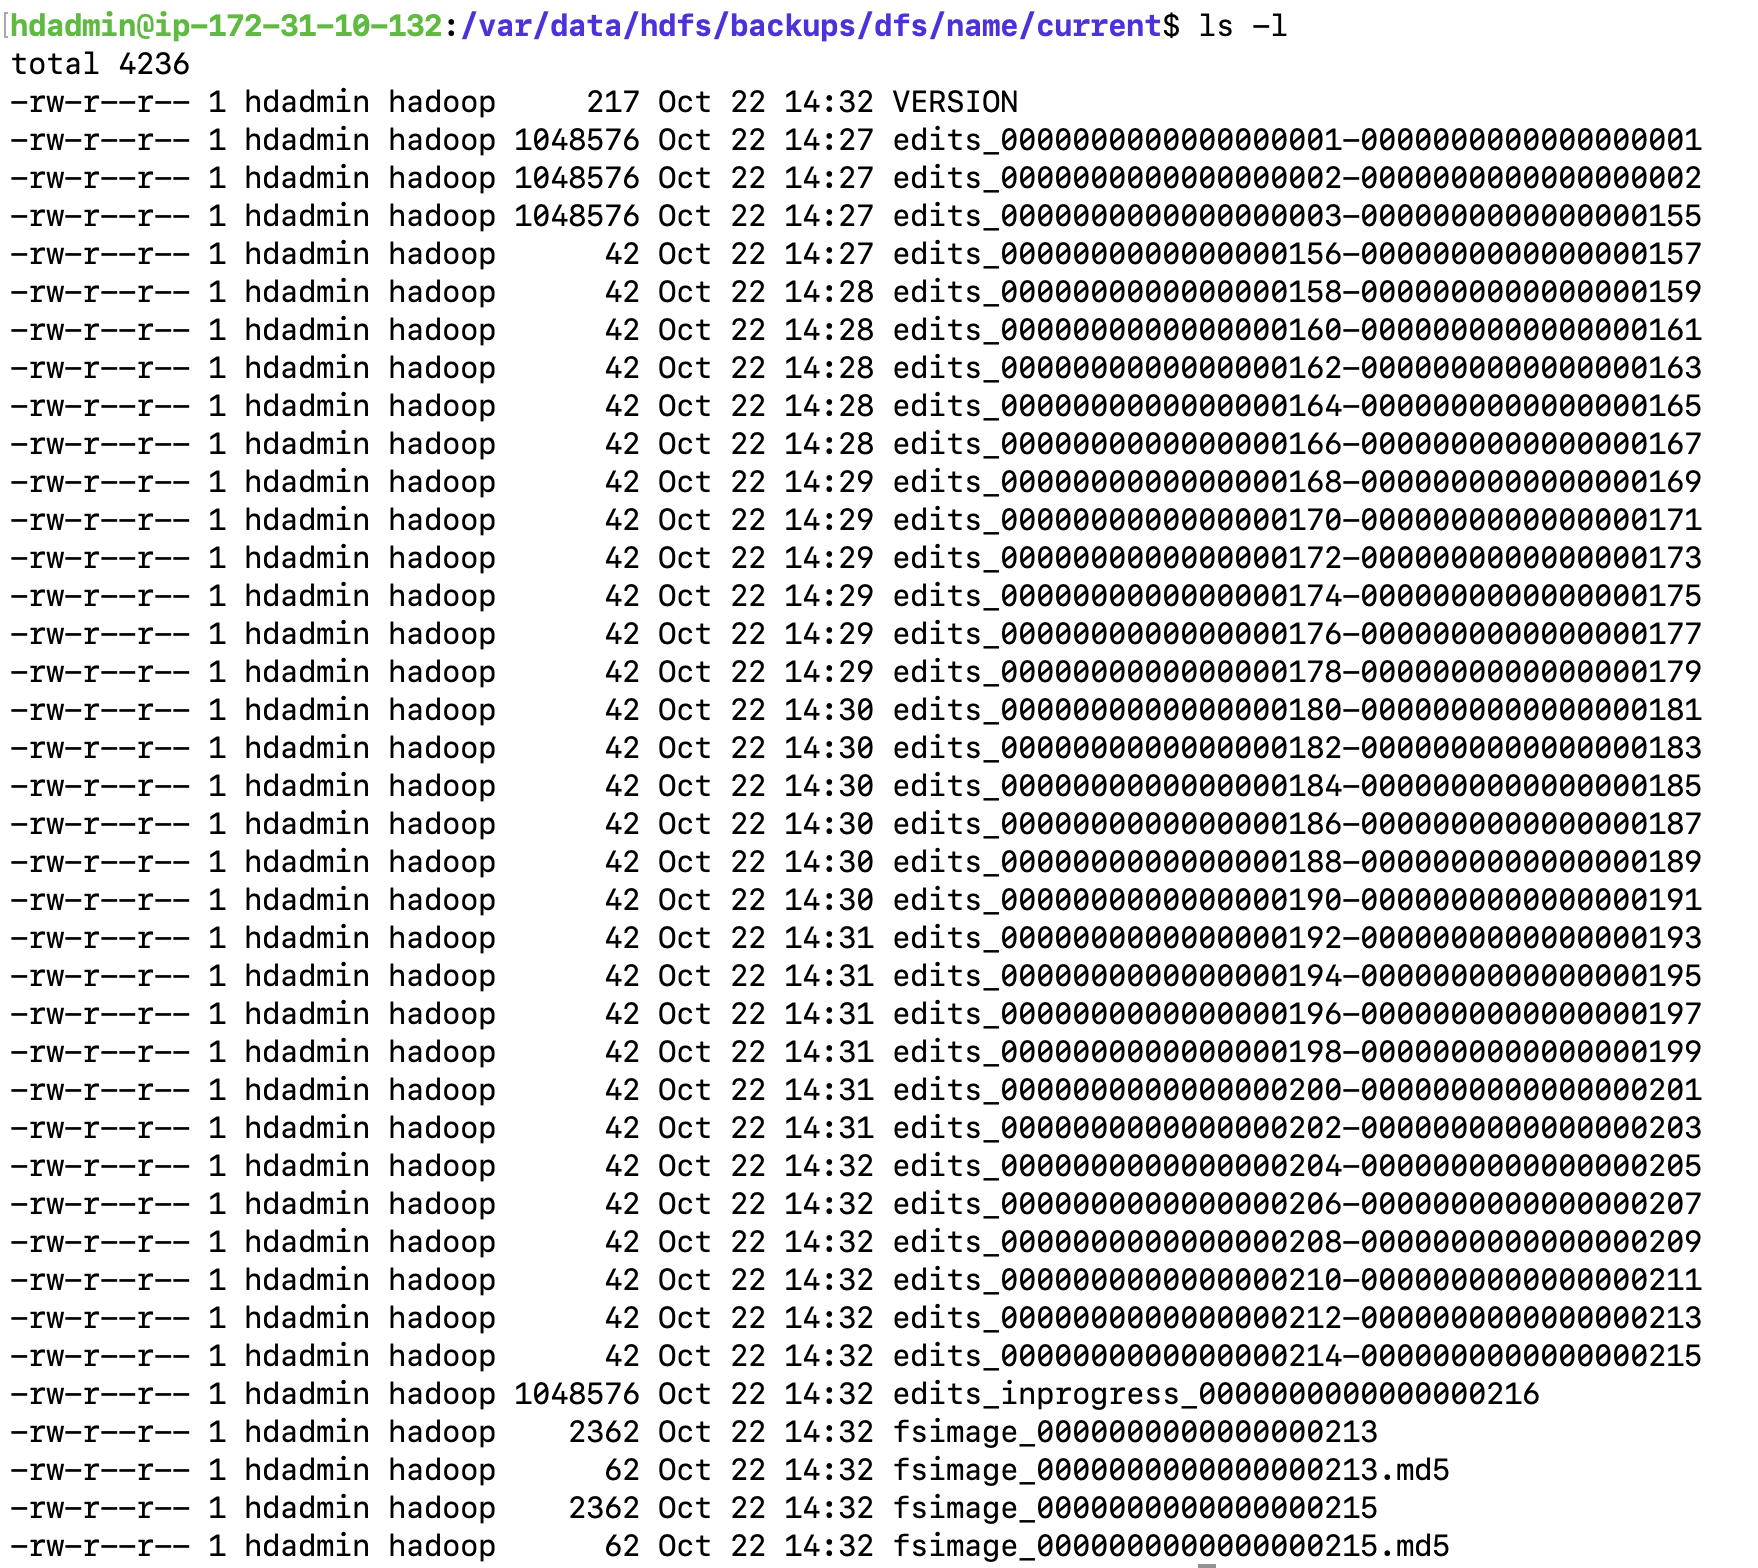 hdadmin@ip-172-31-10-132:/var/data/hdfs/backups/dfs/name/current$ ls -l
total 4236
-rw-r--r-- 1 hdadmin hadoop     217 Oct 22 14:32 VERSION
-rw-r--r-- 1 hdadmin hadoop 1048576 Oct 22 14:27 edits_0000000000000000001-0000000000000000001
-rw-r--r-- 1 hdadmin hadoop 1048576 Oct 22 14:27 edits_0000000000000000002-0000000000000000002
-rw-r--r-- 1 hdadmin hadoop 1048576 Oct 22 14:27 edits_0000000000000000003-0000000000000000155
-rw-r--r-- 1 hdadmin hadoop      42 Oct 22 14:27 edits_0000000000000000156-0000000000000000157
-rw-r--r-- 1 hdadmin hadoop      42 Oct 22 14:28 edits_0000000000000000158-0000000000000000159
-rw-r--r-- 1 hdadmin hadoop      42 Oct 22 14:28 edits_0000000000000000160-0000000000000000161
-rw-r--r-- 1 hdadmin hadoop      42 Oct 22 14:28 edits_0000000000000000162-0000000000000000163
-rw-r--r-- 1 hdadmin hadoop      42 Oct 22 14:28 edits_0000000000000000164-0000000000000000165
-rw-r--r-- 1 hdadmin hadoop      42 Oct 22 14:28 edits_0000000000000000166-0000000000000000167
-rw-r--r-- 1 hdadmin hadoop      42 Oct 22 14:29 edits_0000000000000000168-0000000000000000169
-rw-r--r-- 1 hdadmin hadoop      42 Oct 22 14:29 edits_0000000000000000170-0000000000000000171
-rw-r--r-- 1 hdadmin hadoop      42 Oct 22 14:29 edits_0000000000000000172-0000000000000000173
-rw-r--r-- 1 hdadmin hadoop      42 Oct 22 14:29 edits_0000000000000000174-0000000000000000175
-rw-r--r-- 1 hdadmin hadoop      42 Oct 22 14:29 edits_0000000000000000176-0000000000000000177
-rw-r--r-- 1 hdadmin hadoop      42 Oct 22 14:29 edits_0000000000000000178-0000000000000000179
-rw-r--r-- 1 hdadmin hadoop      42 Oct 22 14:30 edits_0000000000000000180-0000000000000000181
-rw-r--r-- 1 hdadmin hadoop      42 Oct 22 14:30 edits_0000000000000000182-0000000000000000183
-rw-r--r-- 1 hdadmin hadoop      42 Oct 22 14:30 edits_0000000000000000184-0000000000000000185
-rw-r--r-- 1 hdadmin hadoop      42 Oct 22 14:30 edits_0000000000000000186-0000000000000000187
-rw-r--r-- 1 hdadmin hadoop      42 Oct 22 14:30 edits_0000000000000000188-0000000000000000189
-rw-r--r-- 1 hdadmin hadoop      42 Oct 22 14:30 edits_0000000000000000190-0000000000000000191
-rw-r--r-- 1 hdadmin hadoop      42 Oct 22 14:31 edits_0000000000000000192-0000000000000000193
-rw-r--r-- 1 hdadmin hadoop      42 Oct 22 14:31 edits_0000000000000000194-0000000000000000195
-rw-r--r-- 1 hdadmin hadoop      42 Oct 22 14:31 edits_0000000000000000196-0000000000000000197
-rw-r--r-- 1 hdadmin hadoop      42 Oct 22 14:31 edits_0000000000000000198-0000000000000000199
-rw-r--r-- 1 hdadmin hadoop      42 Oct 22 14:31 edits_0000000000000000200-0000000000000000201
-rw-r--r-- 1 hdadmin hadoop      42 Oct 22 14:31 edits_0000000000000000202-0000000000000000203
-rw-r--r-- 1 hdadmin hadoop      42 Oct 22 14:32 edits_0000000000000000204-0000000000000000205
-rw-r--r-- 1 hdadmin hadoop      42 Oct 22 14:32 edits_0000000000000000206-0000000000000000207
-rw-r--r-- 1 hdadmin hadoop      42 Oct 22 14:32 edits_0000000000000000208-0000000000000000209
-rw-r--r-- 1 hdadmin hadoop      42 Oct 22 14:32 edits_0000000000000000210-0000000000000000211
-rw-r--r-- 1 hdadmin hadoop      42 Oct 22 14:32 edits_0000000000000000212-0000000000000000213
-rw-r--r-- 1 hdadmin hadoop      42 Oct 22 14:32 edits_0000000000000000214-0000000000000000215
-rw-r--r-- 1 hdadmin hadoop 1048576 Oct 22 14:32 edits_inprogress_0000000000000000216
-rw-r--r-- 1 hdadmin hadoop    2362 Oct 22 14:32 fsimage_0000000000000000213
-rw-r--r-- 1 hdadmin hadoop      62 Oct 22 14:32 fsimage_0000000000000000213.md5
-rw-r--r-- 1 hdadmin hadoop    2362 Oct 22 14:32 fsimage_0000000000000000215
-rw-r--r-- 1 hdadmin hadoop      62 Oct 22 14:32 fsimage_0000000000000000215.md5